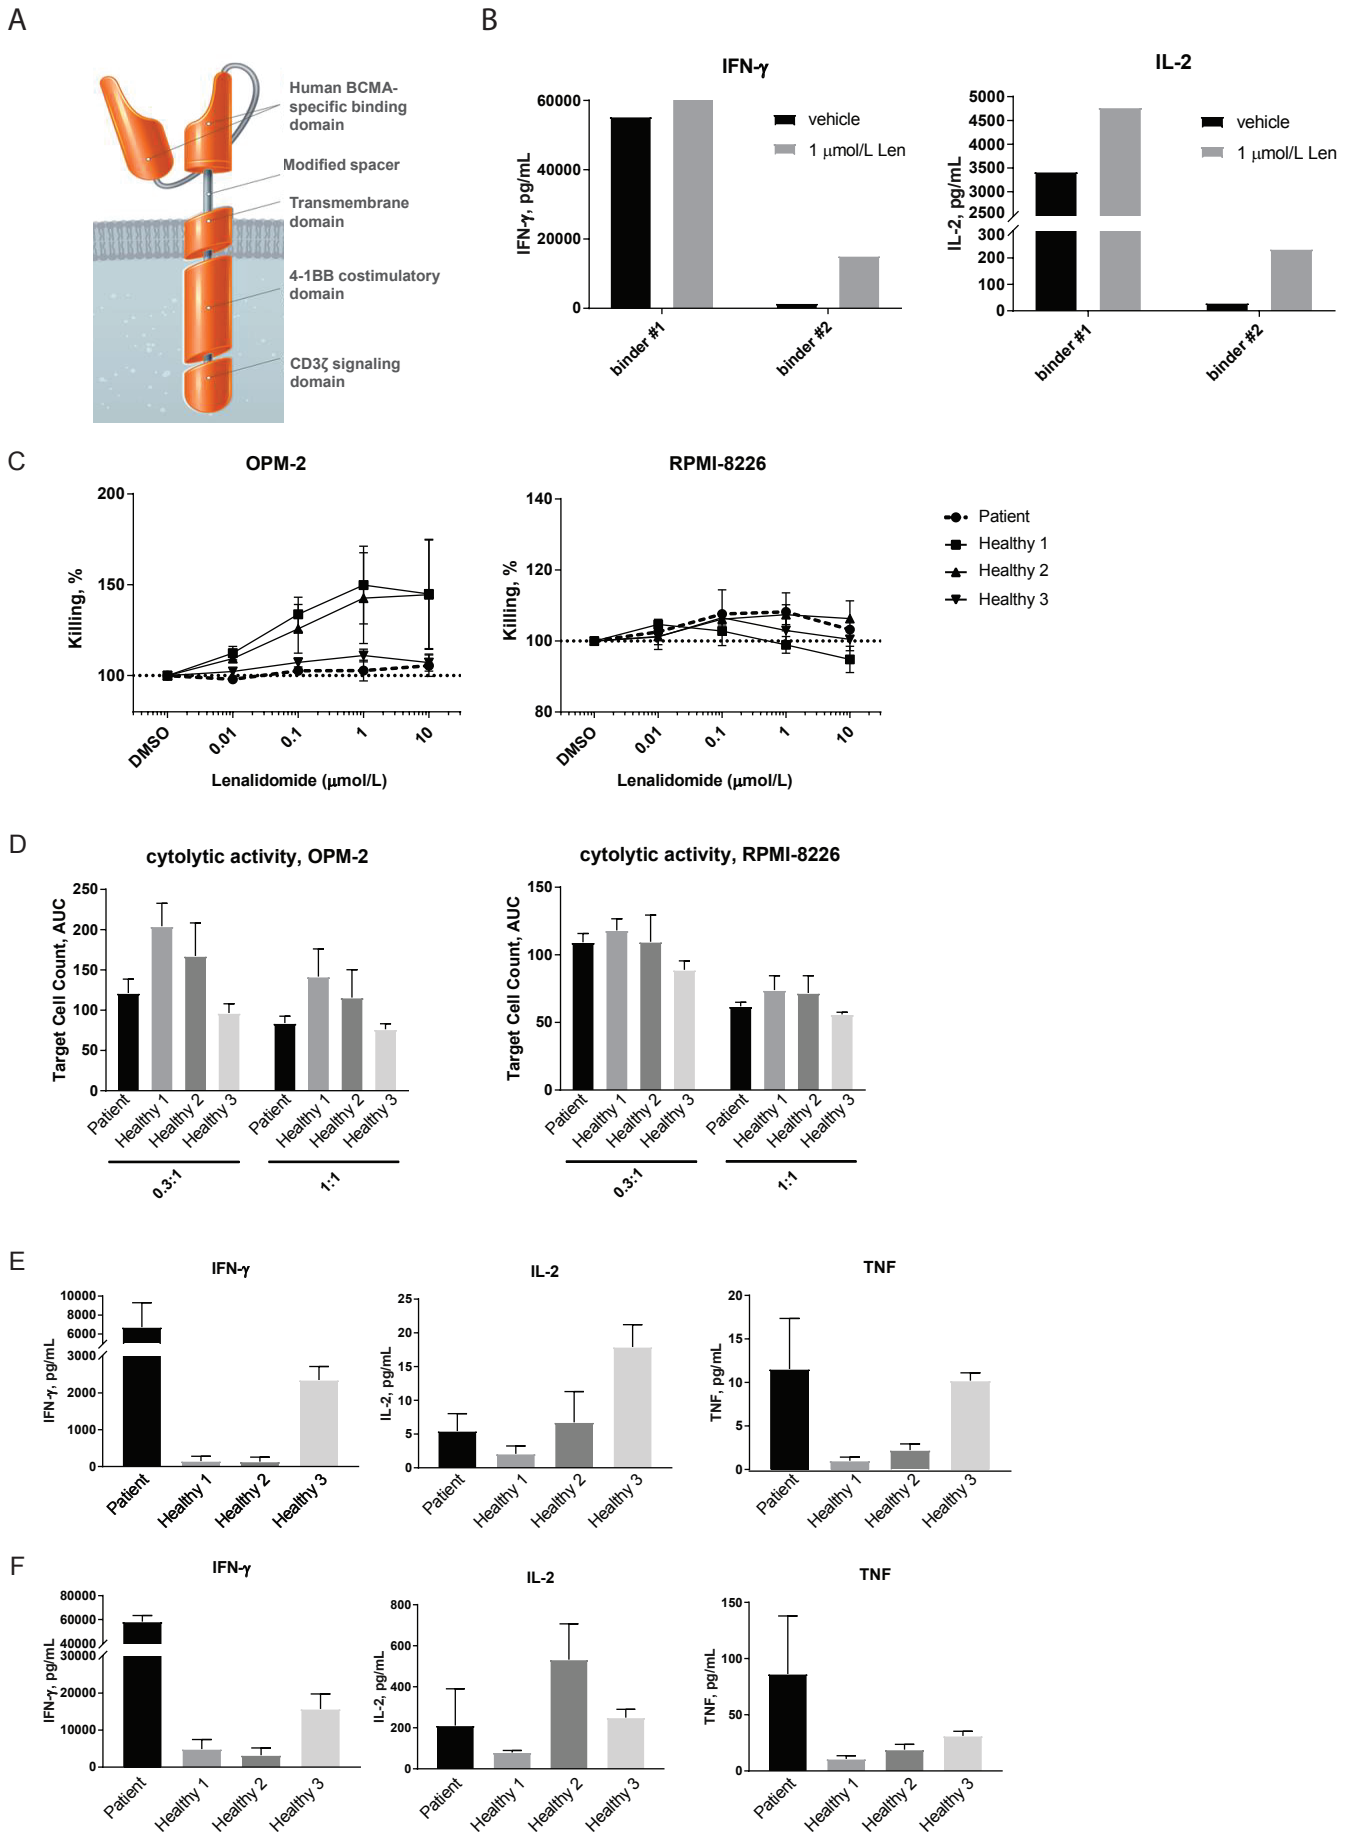 A
Human BCMA-
specific binding
domain
Modified spacer
Transmembrane
domain
4-1BB costimulatory
domain
CD3ζ signaling
domain
B
IFN-γ
IFN-γ, pg/mL
60000
40000
20000
0
vehicle
1 μmol/L Len
binder #1
binder #2
IL-2
IL-2, pg/mL
5000
4500
4000
3500
3000
2500
300
200
100
0
vehicle
1 μmol/L Len
binder #1
binder #2
C
OPM-2
Killing, %
200
150
100
DMSO
0.01
0.1
1
10
Lenalidomide (μmol/L)
RPMI-8226
Killing, %
140
120
100
80
DMSO
0.01
0.1
1
10
Lenalidomide (μmol/L)
Patient
Healthy 1
Healthy 2
Healthy 3
D
cytolytic activity, OPM-2
Target Cell Count, AUC
250
200
150
100
50
0
Patient
Healthy 1
Healthy 2
Healthy 3
Patient
Healthy 1
Healthy 2
Healthy 3
0.3:1
1:1
cytolytic activity, RPMI-8226
Target Cell Count, AUC
150
100
50
0
Patient
Healthy 1
Healthy 2
Healthy 3
Patient
Healthy 1
Healthy 2
Healthy 3
0.3:1
1:1
E
IFN-γ
IFN-γ, pg/mL
10000
8000
6000
3000
2000
1000
0
Patient
Healthy 1
Healthy 2
Healthy 3
IL-2
IL-2, pg/mL
25
20
15
10
5
0
Patient
Healthy 1
Healthy 2
Healthy 3
TNF
TNF, pg/mL
20
15
10
5
0
Patient
Healthy 1
Healthy 2
Healthy 3
F
IFN-γ
IFN-γ, pg/mL
80000
60000
40000
30000
20000
10000
0
Patient
Healthy 1
Healthy 2
Healthy 3
IL-2
IL-2, pg/mL
800
600
400
200
0
Patient
Healthy 1
Healthy 2
Healthy 3
TNF
TNF, pg/mL
150
100
50
0
Patient
Healthy 1
Healthy 2
Healthy 3